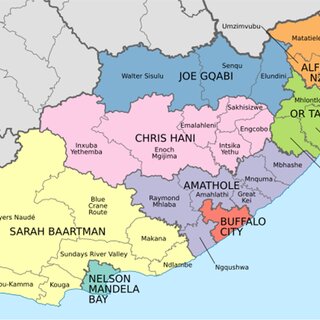 Umzimvubu
Matatiele
ALF
NZ
JOE GQABI
Walter Sisulu
Senqu
Elundini
Mhlontlo
OR TA
Sakhisizwe
Emalahleni
CHRIS HANI
Engcobo
Inxuba
Yethemba
Enoch
Mgijima
Intsika
Yethu
Mbhashe
AMATHOLE
Mnquma
Amahlathi
Great
Kei
Raymond
Mhlaba
Blue
Crane
Route
yers Naudé
BUFFALO
CITY
SARAH BAARTMAN
Makana
Sundays River Valley
Ndlambe
Ngqushwa
NELSON
MANDELA
BAY
ou-Kamma
Kouga